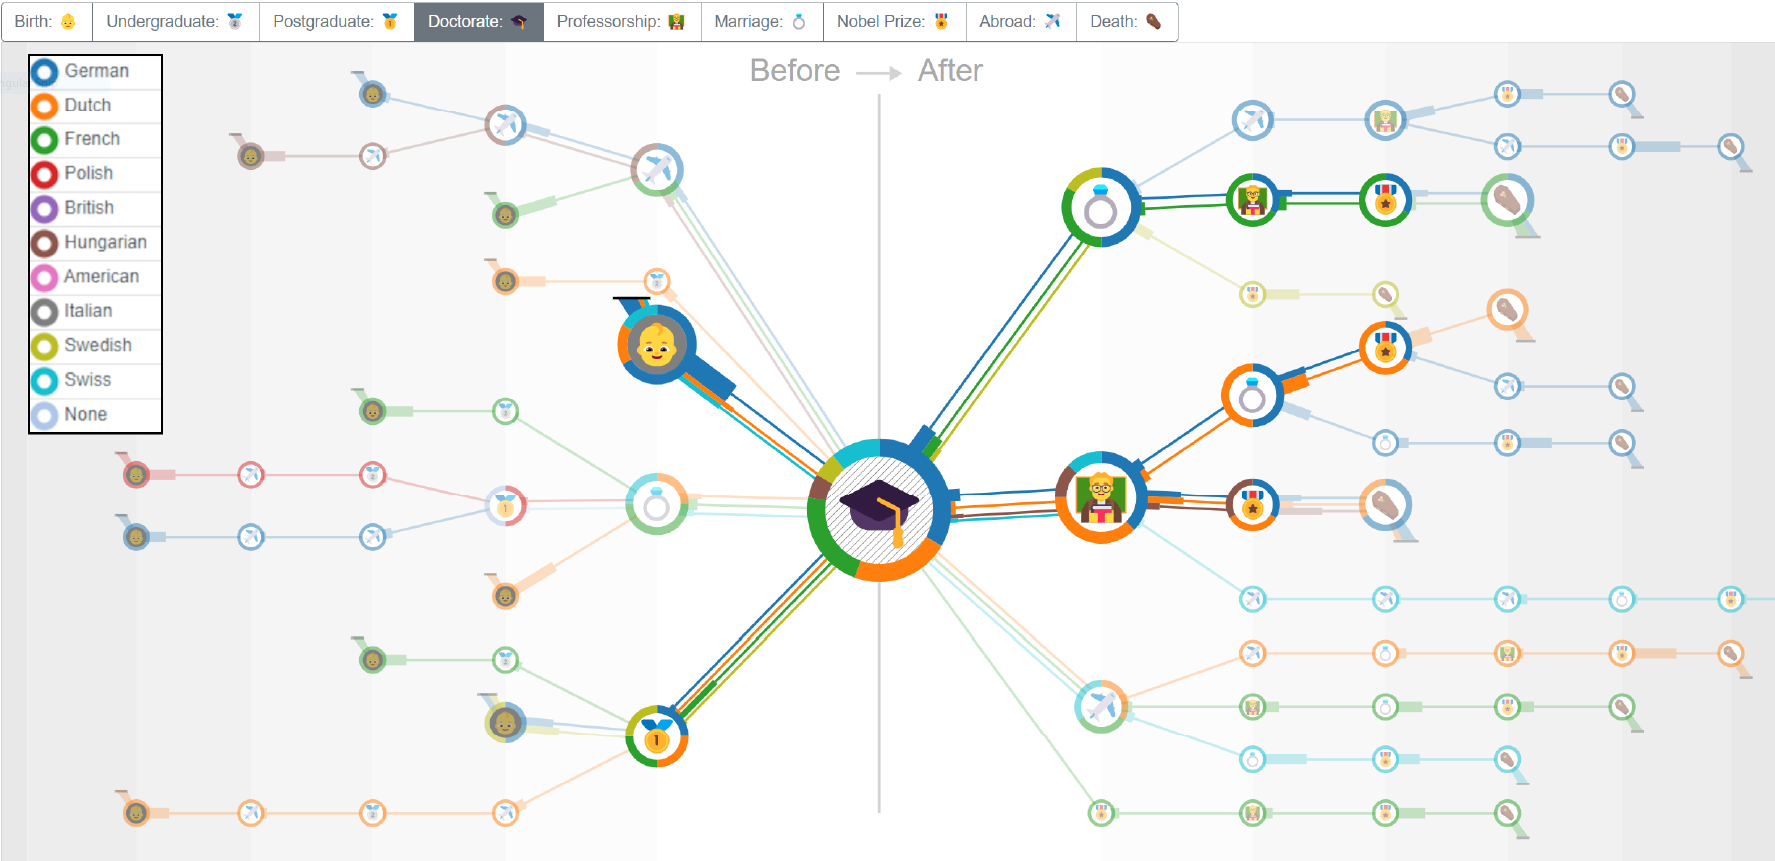 Birth: Undergraduate: Postgraduate: Doctorate: Professorship: Marriage: Nobel Prize: Abroad: Death:
Before → After
German
Dutch
French
Polish
British
Hungarian
American
Italian
Swedish
Swiss
None